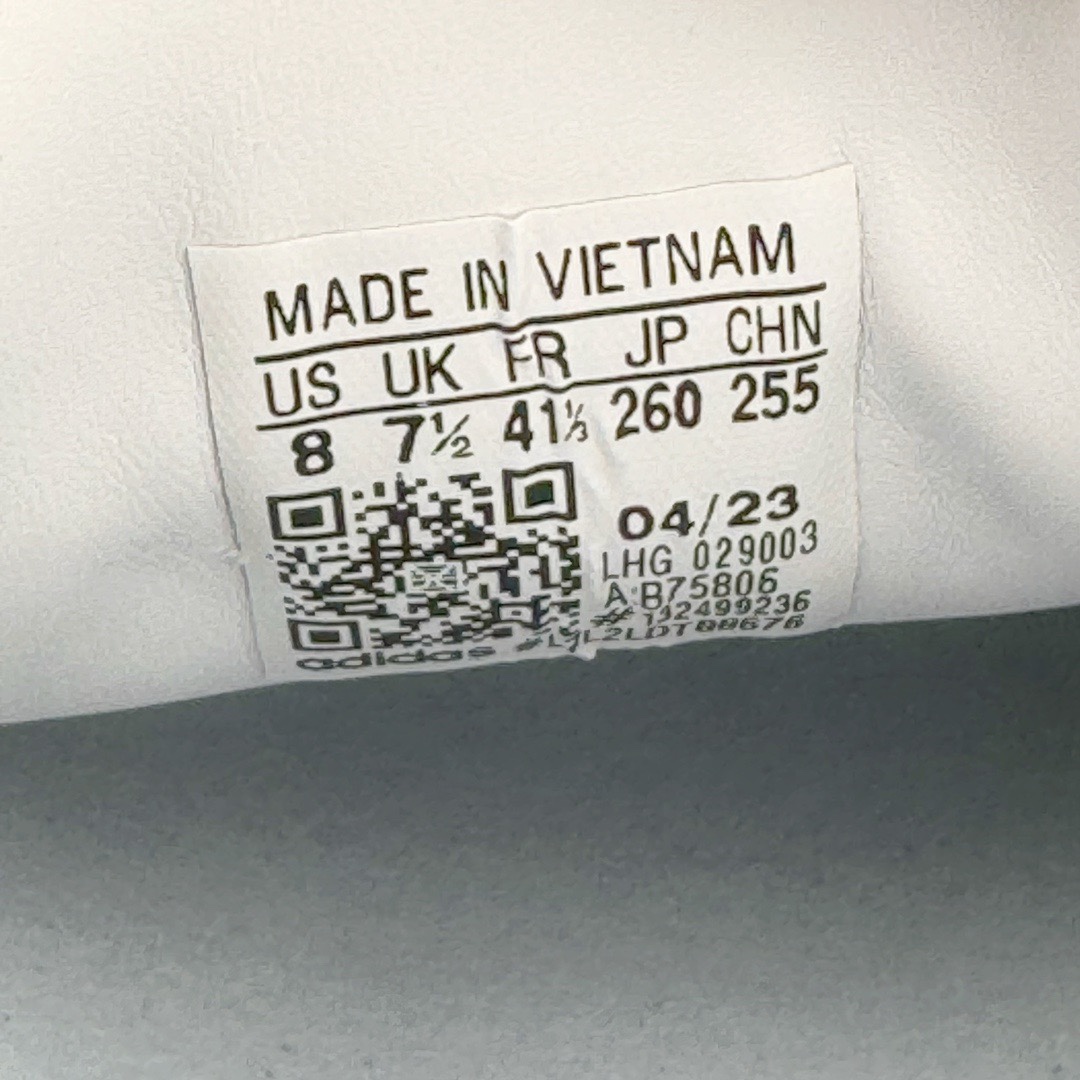 MADE IN VIETNAM
US UK FR JP CHN
8 7½ 41⅓ 260 255
04/23
LHG 029003
A:B75806
adidas